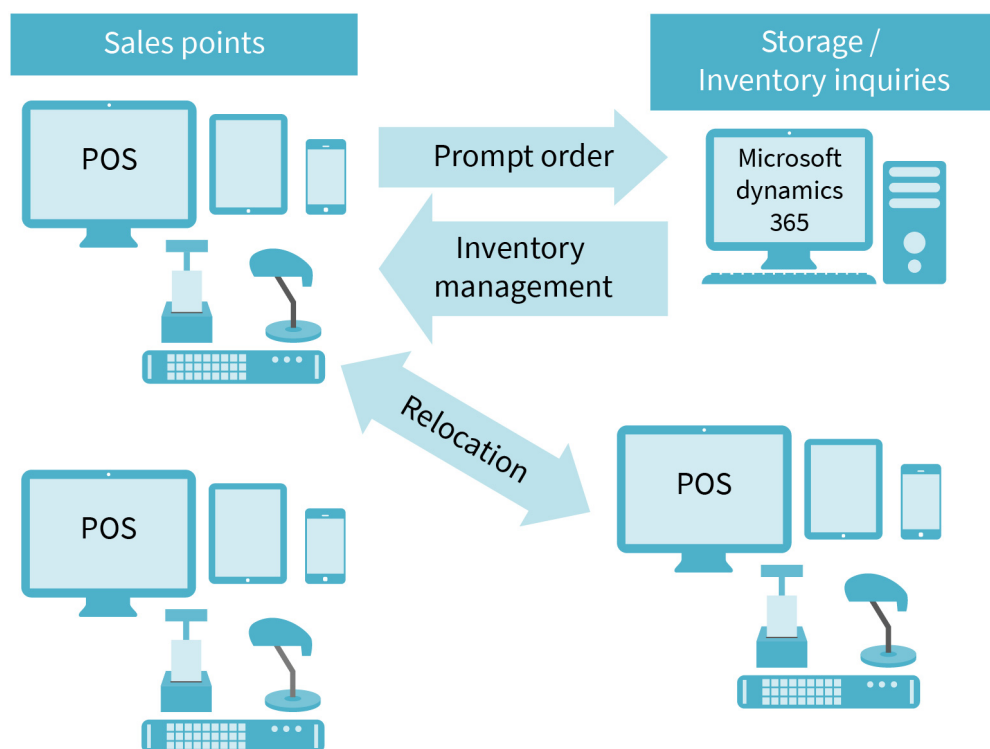 Sales points
Storage /
Inventory inquiries
POS
Prompt order
Microsoft
dynamics
365
Inventory
management
Relocation
POS
POS